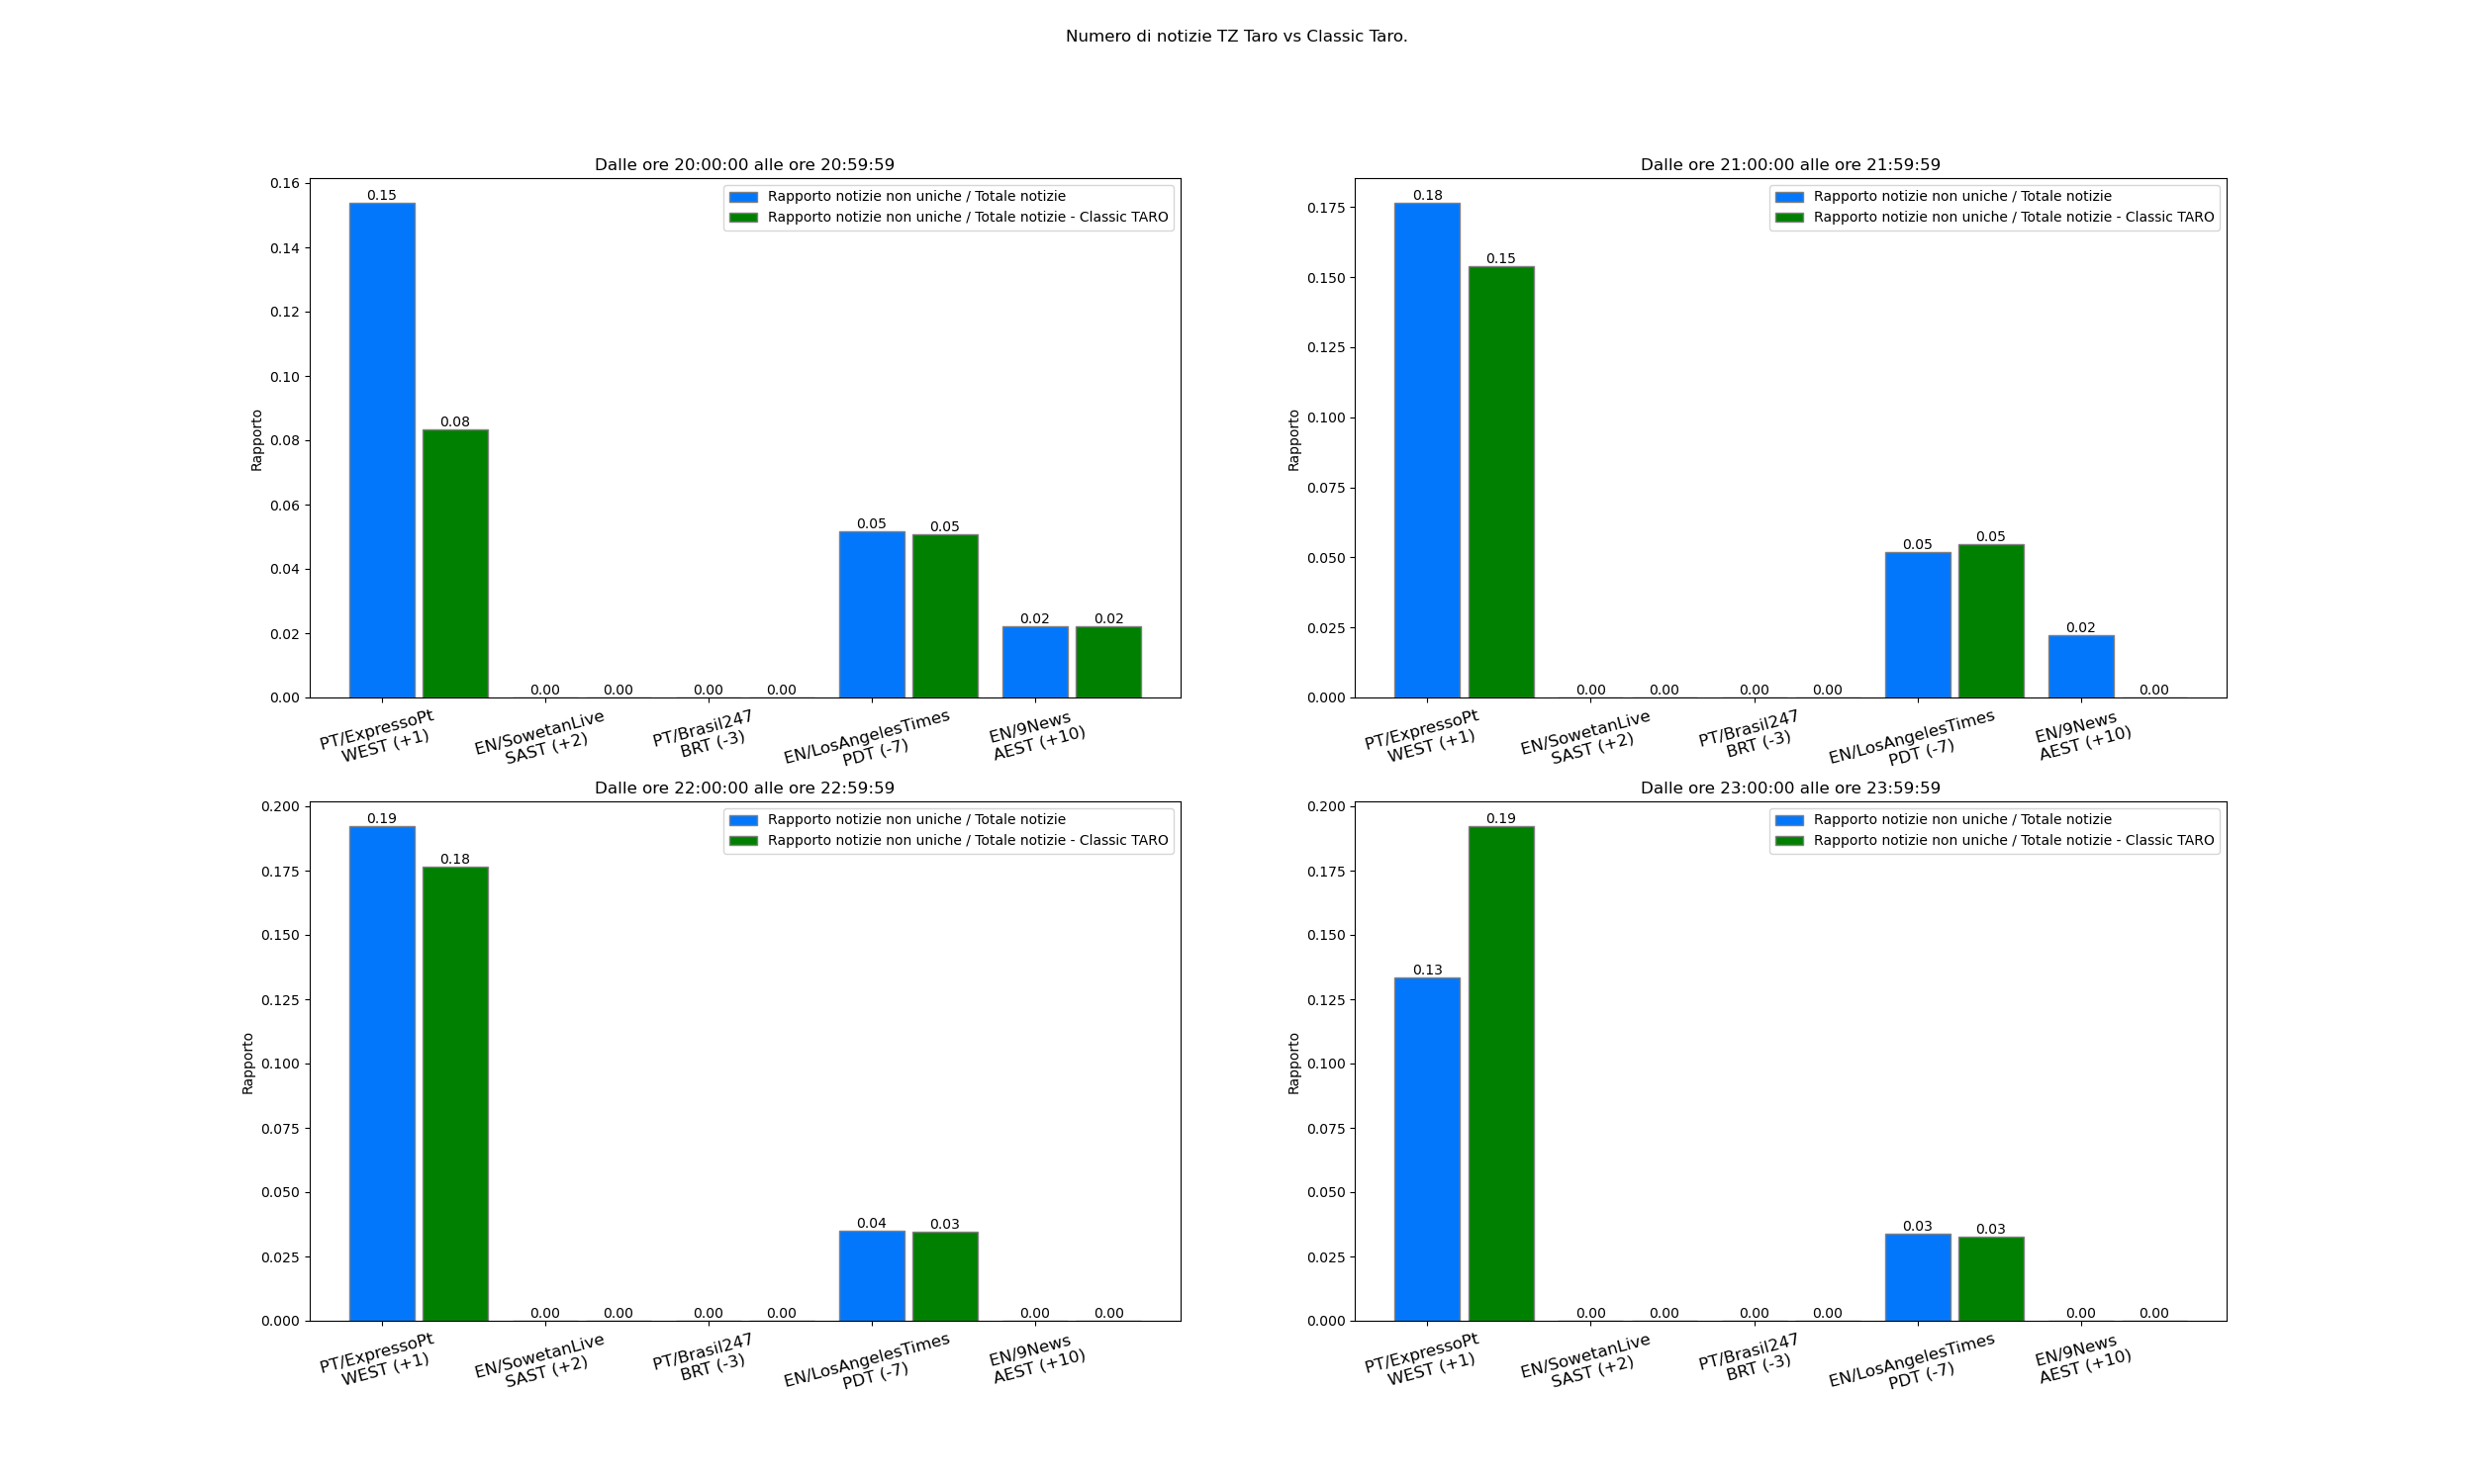 Numero di notizie TZ Taro vs Classic Taro.
Dalle ore 20:00:00 alle ore 20:59:59
Rapporto notizie non uniche / Totale notizie
Rapporto notizie non uniche / Totale notizie - Classic TARO
Rapporto
0.16
0.14
0.12
0.10
0.08
0.06
0.04
0.02
0.00
0.15
0.08
0.00
0.00
0.00
0.00
0.05
0.05
0.02
0.02
PT/ExpressoPt
WEST (+1)
EN/SowetanLive
SAST (+2)
PT/Brasil247
BRT (-3)
EN/LosAngelesTimes
PDT (-7)
EN/9News
AEST (+10)
Dalle ore 21:00:00 alle ore 21:59:59
Rapporto notizie non uniche / Totale notizie
Rapporto notizie non uniche / Totale notizie - Classic TARO
Rapporto
0.175
0.150
0.125
0.100
0.075
0.050
0.025
0.000
0.18
0.15
0.00
0.00
0.00
0.00
0.05
0.05
0.02
0.00
PT/ExpressoPt
WEST (+1)
EN/SowetanLive
SAST (+2)
PT/Brasil247
BRT (-3)
EN/LosAngelesTimes
PDT (-7)
EN/9News
AEST (+10)
Dalle ore 22:00:00 alle ore 22:59:59
Rapporto notizie non uniche / Totale notizie
Rapporto notizie non uniche / Totale notizie - Classic TARO
Rapporto
0.200
0.175
0.150
0.125
0.100
0.075
0.050
0.025
0.000
0.19
0.18
0.00
0.00
0.00
0.00
0.04
0.03
0.00
0.00
PT/ExpressoPt
WEST (+1)
EN/SowetanLive
SAST (+2)
PT/Brasil247
BRT (-3)
EN/LosAngelesTimes
PDT (-7)
EN/9News
AEST (+10)
Dalle ore 23:00:00 alle ore 23:59:59
Rapporto notizie non uniche / Totale notizie
Rapporto notizie non uniche / Totale notizie - Classic TARO
Rapporto
0.200
0.175
0.150
0.125
0.100
0.075
0.050
0.025
0.000
0.13
0.19
0.00
0.00
0.00
0.00
0.03
0.03
0.00
0.00
PT/ExpressoPt
WEST (+1)
EN/SowetanLive
SAST (+2)
PT/Brasil247
BRT (-3)
EN/LosAngelesTimes
PDT (-7)
EN/9News
AEST (+10)